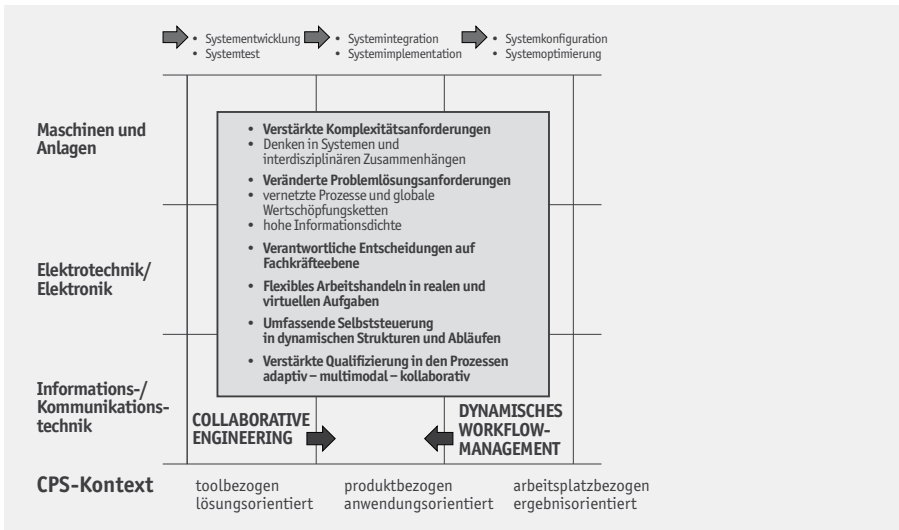 • Systementwicklung
• Systemtest
• Systemintegration
• Systemimplementation
• Systemkonfiguration
• Systemoptimierung
Maschinen und
Anlagen
• Verstärkte Komplexitätsanforderungen
• Denken in Systemen und
interdisziplinären Zusammenhängen
• Veränderte Problemlösungsanforderungen
• vernetzte Prozesse und globale
Wertschöpfungsketten
• hohe Informationsdichte
• Verantwortliche Entscheidungen auf
Fachkräfteebene
• Flexibles Arbeitshandeln in realen und
virtuellen Aufgaben
• Umfassende Selbststeuerung
in dynamischen Strukturen und Abläufen
• Verstärkte Qualifizierung in den Prozessen
adaptiv – multimodal – kollaborativ
Elektrotechnik/
Elektronik
Informations-/
Kommunikations-
technik
COLLABORATIVE
ENGINEERING
DYNAMISCHES
WORKFLOW-
MANAGEMENT
CPS-Kontext
toolbezogen
lösungsorientiert
produktbezogen
anwendungsorientiert
arbeitsplatzbezogen
ergebnisorientiert